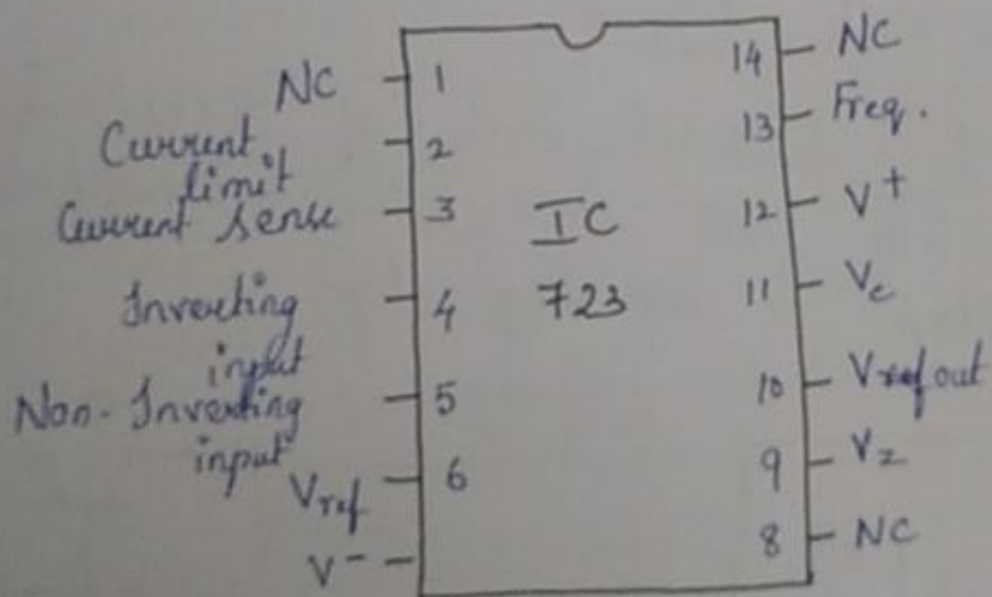 NC 1
Current
limit 2
Current Sense 3
Inverting
input 4
Non-Inverting
input 5
Vref 6
V-
IC
723
14 NC
13 Freq.
12 V+
11 Vc
10 V out
9 Vz
8 NC